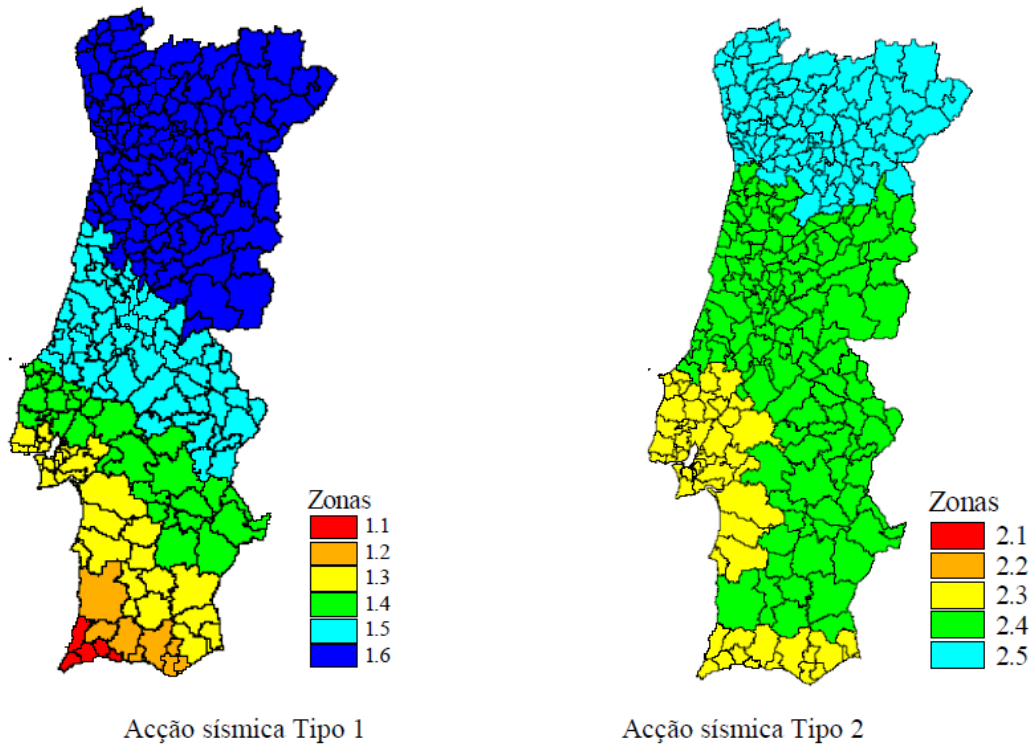 Zonas
1.1
1.2
1.3
1.4
1.5
1.6
Zonas
2.1
2.2
2.3
2.4
2.5
Acção sísmica Tipo 1
Acção sísmica Tipo 2